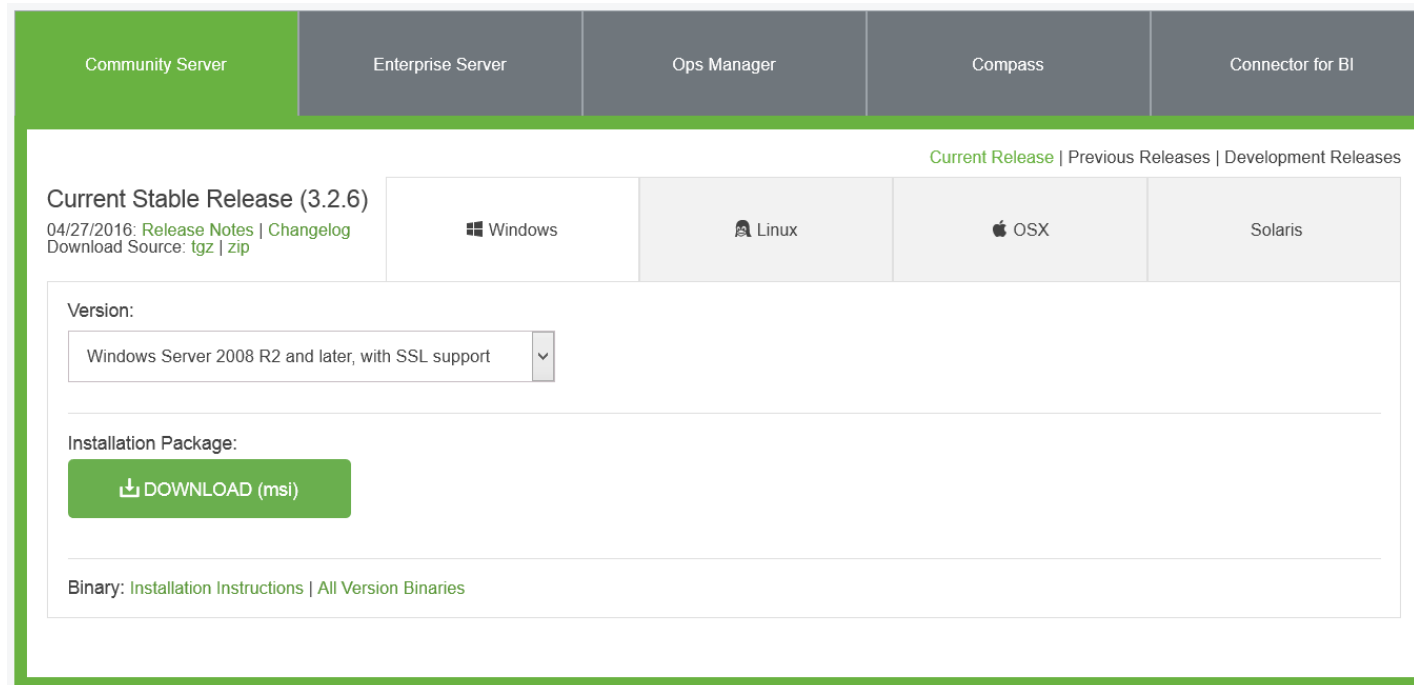 Community Server
Enterprise Server
Ops Manager
Compass
Connector for BI
Current Release | Previous Releases | Development Releases
Current Stable Release (3.2.6)
04/27/2016: Release Notes | Changelog
Download Source: tgz | zip
Windows
Linux
OSX
Solaris
Version:
Windows Server 2008 R2 and later, with SSL support
Installation Package:
DOWNLOAD (msi)
Binary: Installation Instructions | All Version Binaries